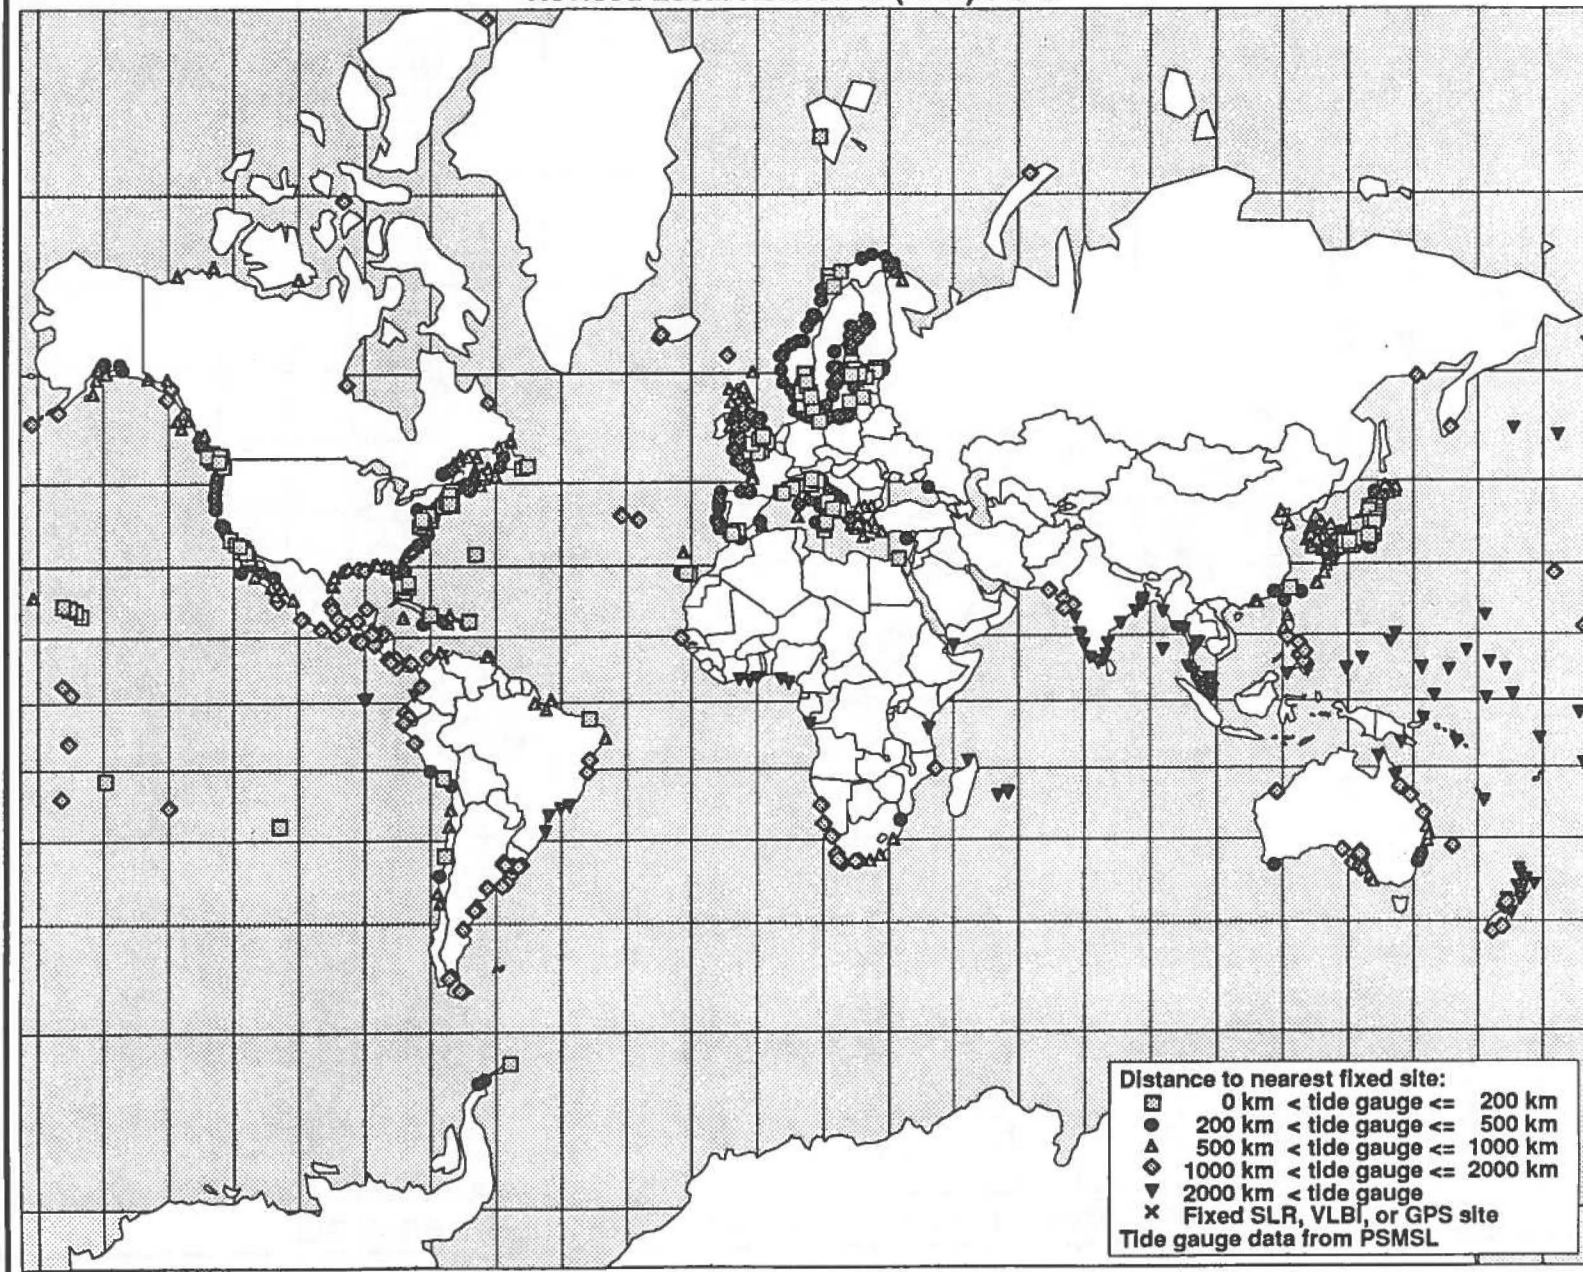 Distance to nearest fixed site:
0 km < tide gauge <= 200 km
200 km < tide gauge <= 500 km
500 km < tide gauge <= 1000 km
1000 km < tide gauge <= 2000 km
2000 km < tide gauge
Fixed SLR, VLBI, or GPS site
Tide gauge data from PSMSL